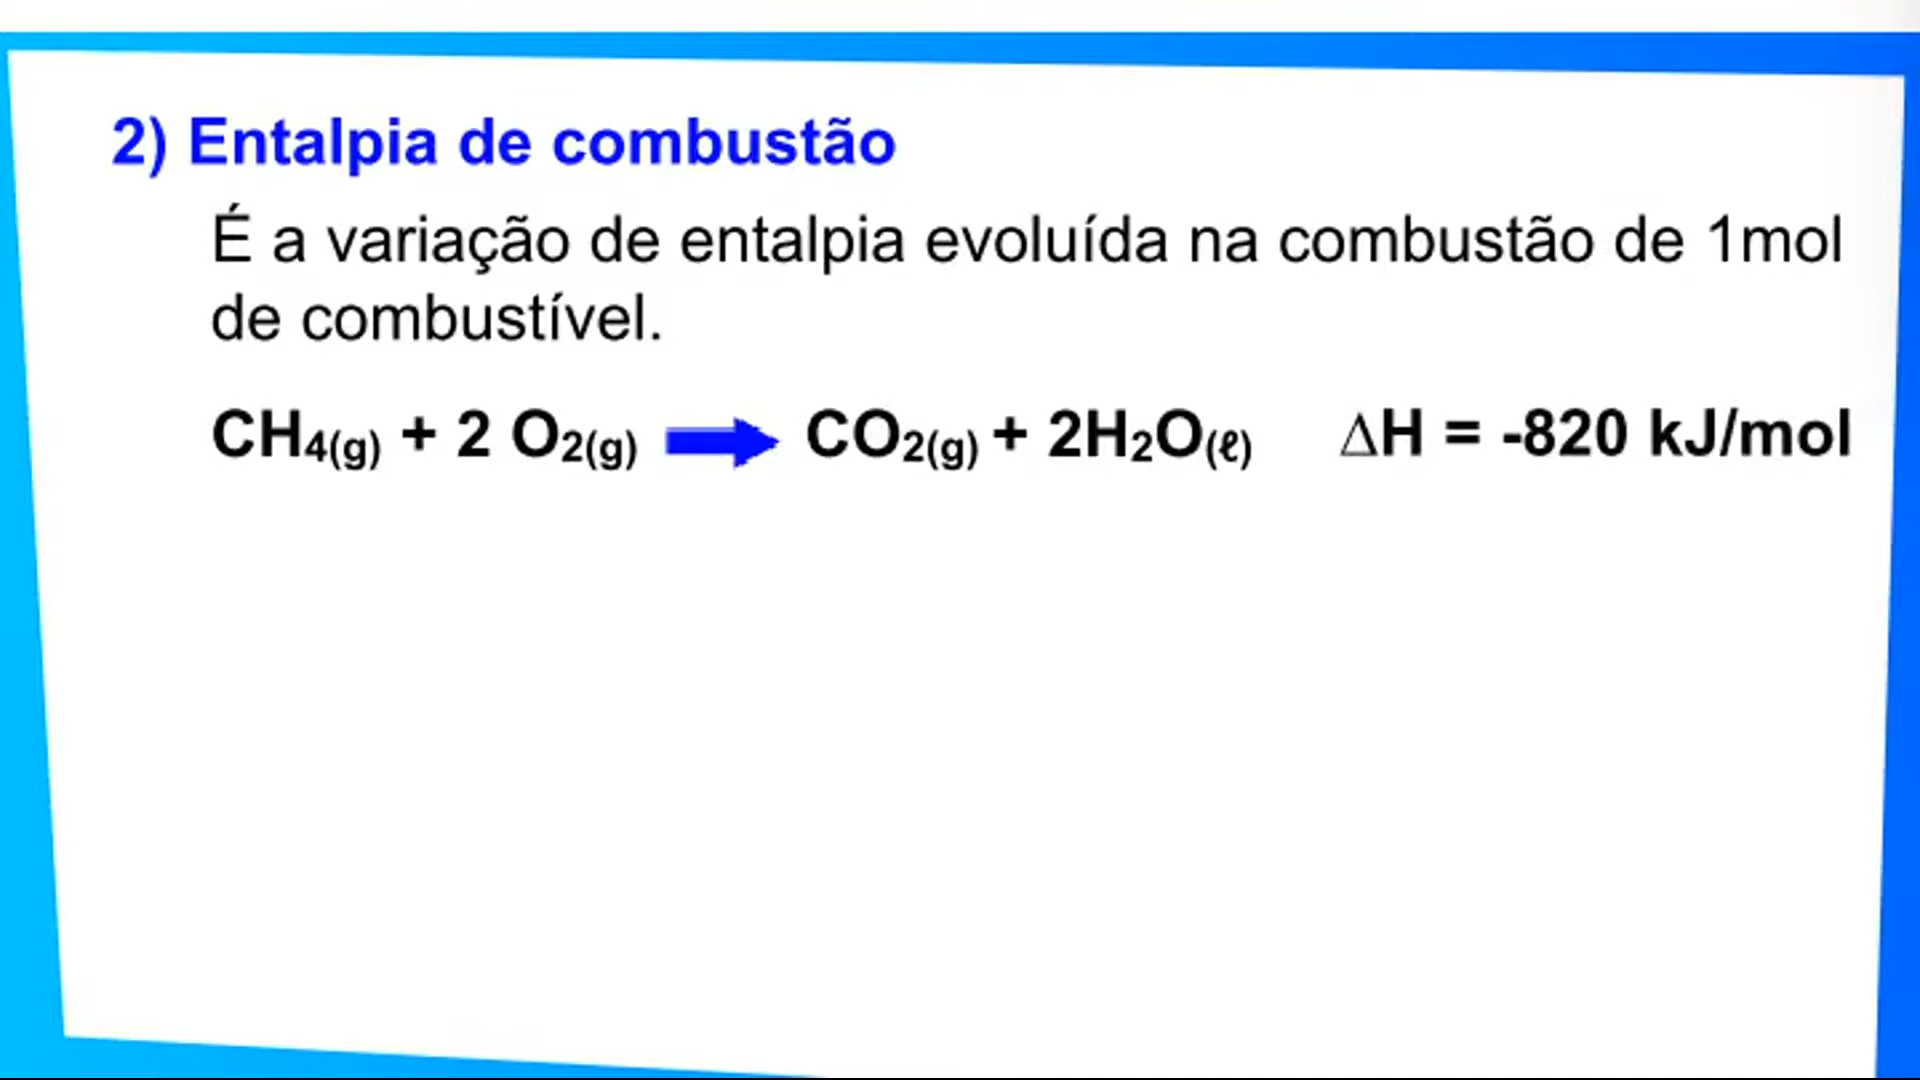 2) Entalpia de combustão
É a variação de entalpia evoluída na combustão de 1mol
de combustível.
CH4(g) + 2 O2(g) ➡ CO2(g) + 2H2O(ℓ) ΔH = -820 kJ/mol